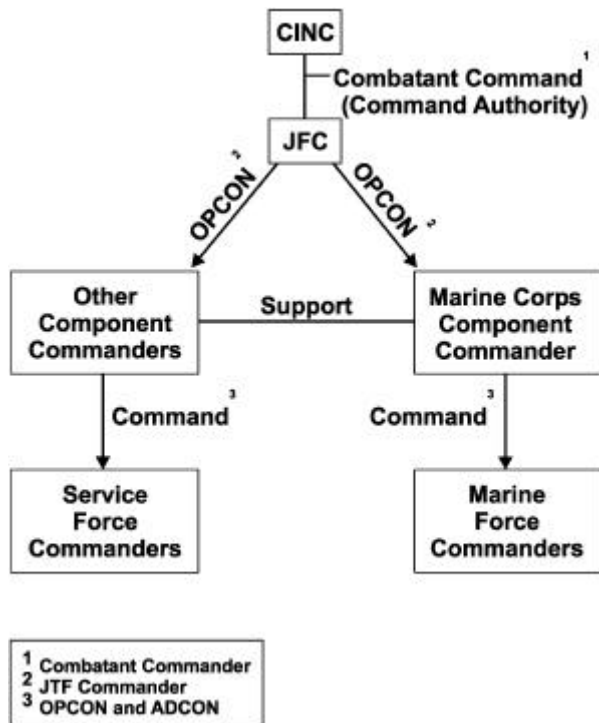 CINC
Combatant Command 1
(Command Authority)
JFC
OPCON 2
OPCON 2
Other
Component
Commanders
Support
Marine Corps
Component
Commander
Command 3
Command 3
Service
Force
Commanders
Marine
Force
Commanders
1 Combatant Commander
2 JTF Commander
3 OPCON and ADCON